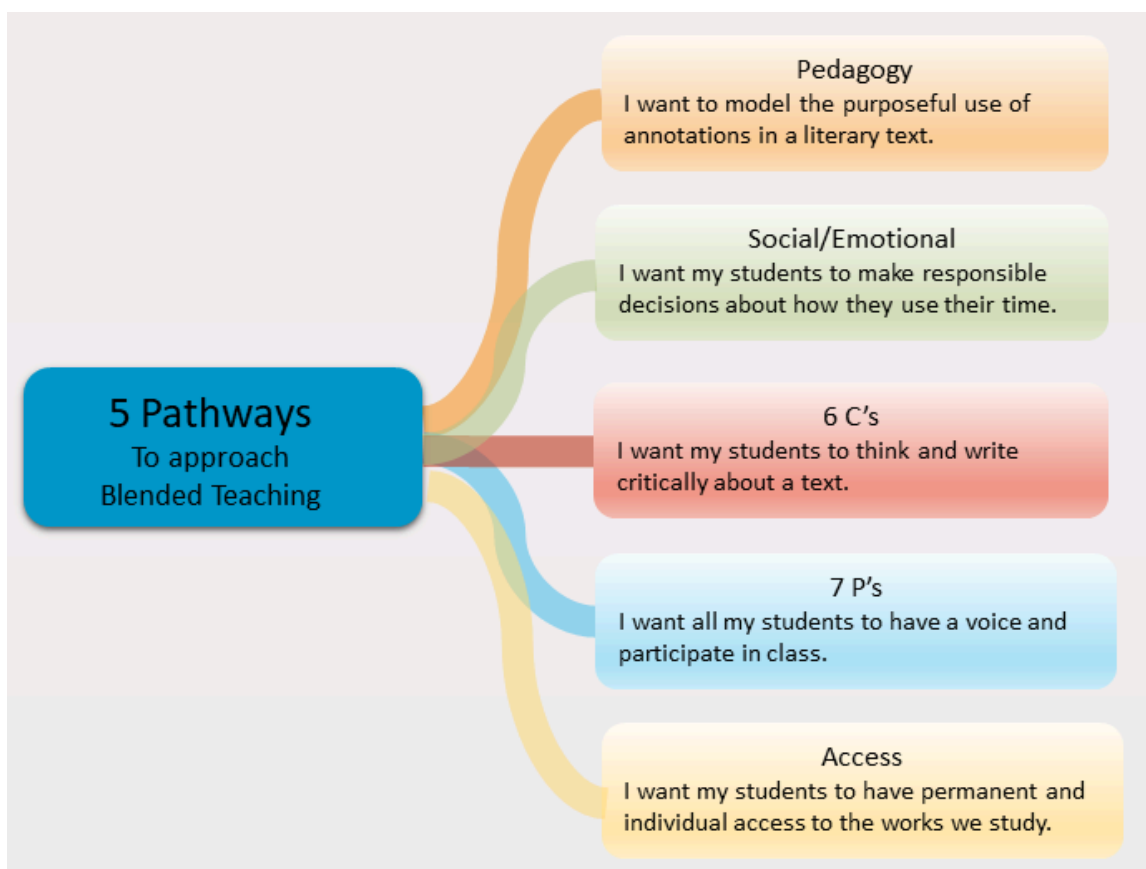 5 Pathways
To approach
Blended Teaching
Pedagogy
I want to model the purposeful use of
annotations in a literary text.
Social/Emotional
I want my students to make responsible
decisions about how they use their time.
6 C's
I want my students to think and write
critically about a text.
7 P's
I want all my students to have a voice and
participate in class.
Access
I want my students to have permanent and
individual access to the works we study.